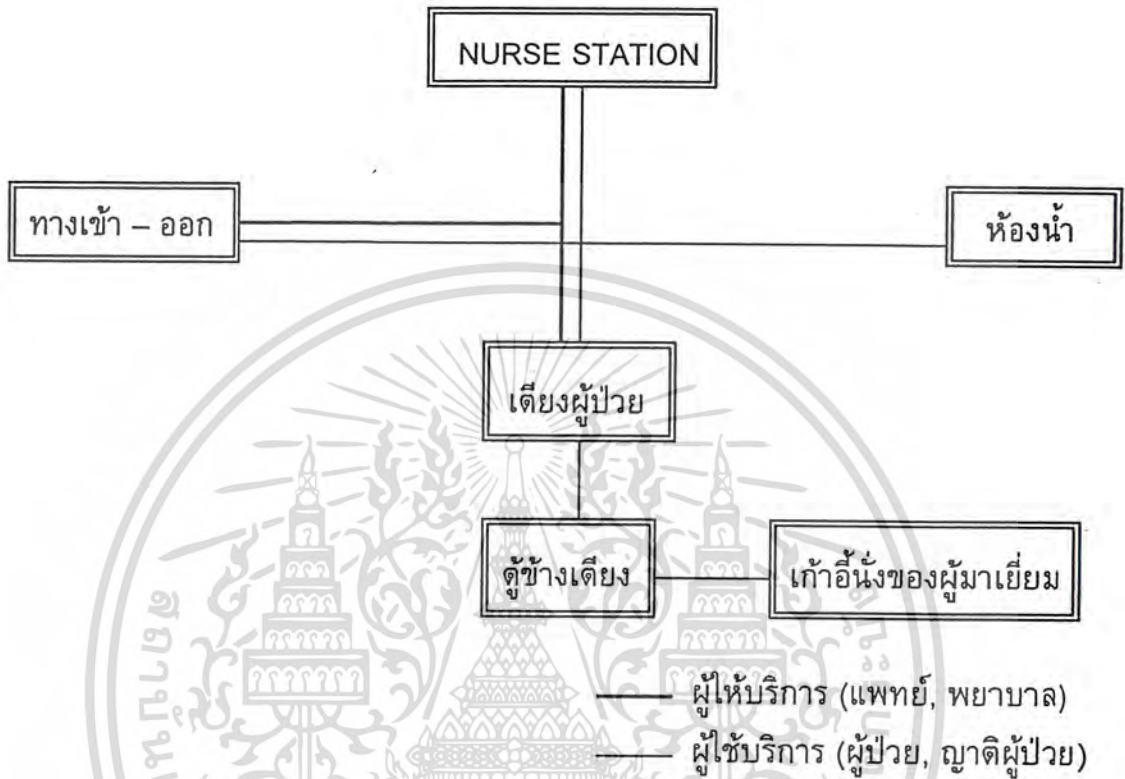 NURSE STATION
ทางเข้า – ออก
ห้องน้ำ
เตียงผู้ป่วย
ตู้ข้างเตียง
เก้าอี้นั่งของผู้มาเยี่ยม
ผู้ให้บริการ (แพทย์, พยาบาล)
ผู้ใช้บริการ (ผู้ป่วย, ญาติผู้ป่วย)